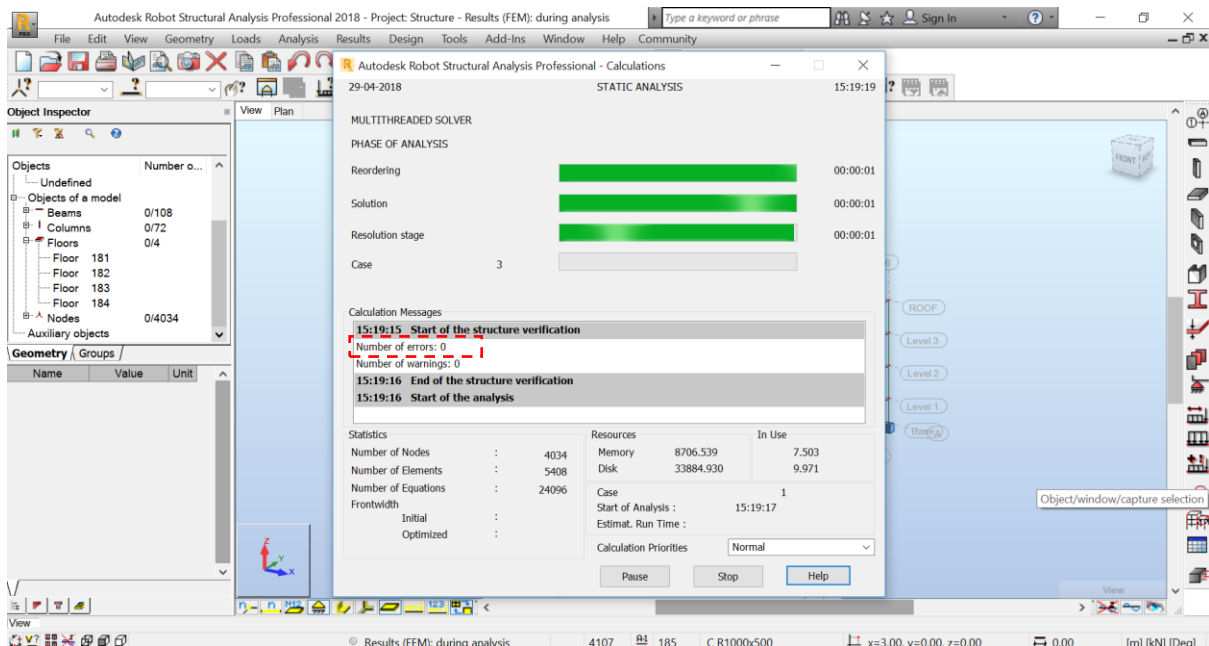 Autodesk Robot Structural Analysis Professional 2018 - Project: Structure - Results (FEM): during analysis
Type a keyword or phrase
Sign In
PRO
File Edit View Geometry Loads Analysis Results Design Tools Add-Ins Window Help Community
Autodesk Robot Structural Analysis Professional - Calculations
29-04-2018 STATIC ANALYSIS 15:19:19
Object Inspector
View Plan
MULTITHREADED SOLVER
PHASE OF ANALYSIS
Reordering 00:00:01
Solution 00:00:01
Resolution stage 00:00:01
Case 3
Objects Number o...
Undefined
Objects of a model
Beams 0/108
Columns 0/72
Floors 0/4
Floor 181
Floor 182
Floor 183
Floor 184
Nodes 0/4034
Auxiliary objects
Geometry Groups
Name Value Unit
Calculation Messages
15:19:15 Start of the structure verification
Number of errors: 0
Number of warnings: 0
15:19:16 End of the structure verification
15:19:16 Start of the analysis
Statistics
Number of Nodes : 4034
Number of Elements : 5408
Number of Equations : 24096
Frontwidth
Initial :
Optimized :
Resources In Use
Memory 8706.539 7.503
Disk 33884.930 9.971
Case 1
Start of Analysis : 15:19:17
Estimat. Run Time :
Calculation Priorities Normal
Pause Stop Help
FRONT
ROOF
Level 3
Level 2
Level 1
Base
Object/window/capture selection
View
Z
Y
X
View
Results (FEM): during analysis 4107 185 C R1000x500 x=3.00, y=0.00, z=0.00 0.00 [m] [kN] [Deg]